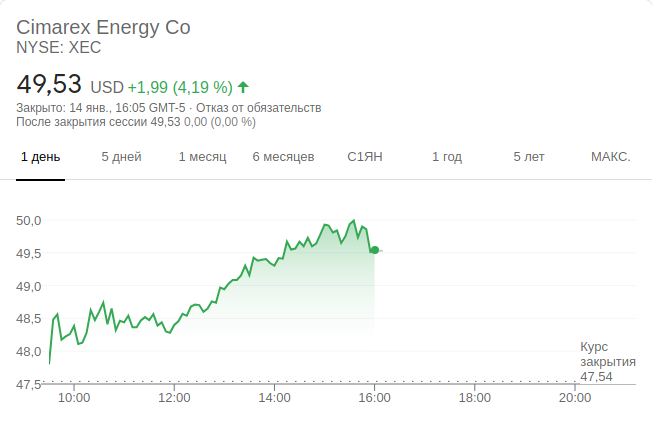 Cimarex Energy Co
NYSE: XEC
49,53 USD +1,99 (4,19 %)
Закрыто: 14 янв., 16:05 GMT-5 · Отказ от обязательств
После закрытия сессии 49,53 0,00 (0,00 %)
1 день 5 дней 1 месяц 6 месяцев С1ЯН 1 год 5 лет МАКС.
50,0
49,5
49,0
48,5
48,0
47,5
Курс
закрытия
47,54
10:00 12:00 14:00 16:00 18:00 20:00